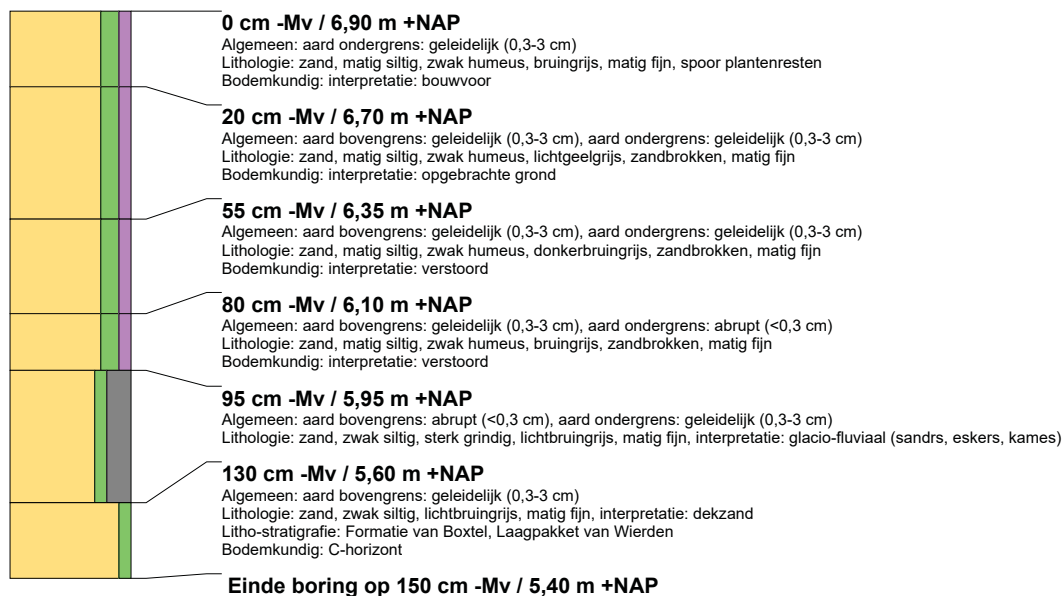 0 cm -Mv / 6,90 m +NAP
Algemeen: aard ondergrens: geleidelijk (0,3-3 cm)
Lithologie: zand, matig siltig, zwak humeus, bruingrijs, matig fijn, spoor plantenresten
Bodemkundig: interpretatie: bouwvoor
20 cm -Mv / 6,70 m +NAP
Algemeen: aard bovengrens: geleidelijk (0,3-3 cm), aard ondergrens: geleidelijk (0,3-3 cm)
Lithologie: zand, matig siltig, zwak humeus, lichtgeelgrijs, zandbrokken, matig fijn
Bodemkundig: interpretatie: opgebrachte grond
55 cm -Mv / 6,35 m +NAP
Algemeen: aard bovengrens: geleidelijk (0,3-3 cm), aard ondergrens: geleidelijk (0,3-3 cm)
Lithologie: zand, matig siltig, zwak humeus, donkerbruingrijs, zandbrokken, matig fijn
Bodemkundig: interpretatie: verstoord
80 cm -Mv / 6,10 m +NAP
Algemeen: aard bovengrens: geleidelijk (0,3-3 cm), aard ondergrens: abrupt (<0,3 cm)
Lithologie: zand, matig siltig, zwak humeus, bruingrijs, zandbrokken, matig fijn
Bodemkundig: interpretatie: verstoord
95 cm -Mv / 5,95 m +NAP
Algemeen: aard bovengrens: abrupt (<0,3 cm), aard ondergrens: geleidelijk (0,3-3 cm)
Lithologie: zand, zwak siltig, sterk grindig, lichtbruingrijs, matig fijn, interpretatie: glacio-fluviaal (sandrs, eskers, kames)
130 cm -Mv / 5,60 m +NAP
Algemeen: aard bovengrens: geleidelijk (0,3-3 cm)
Lithologie: zand, zwak siltig, lichtbruingrijs, matig fijn, interpretatie: dekzand
Litho-stratigrafie: Formatie van Boxtel, Laagpakket van Wierden
Bodemkundig: C-horizont
Einde boring op 150 cm -Mv / 5,40 m +NAP